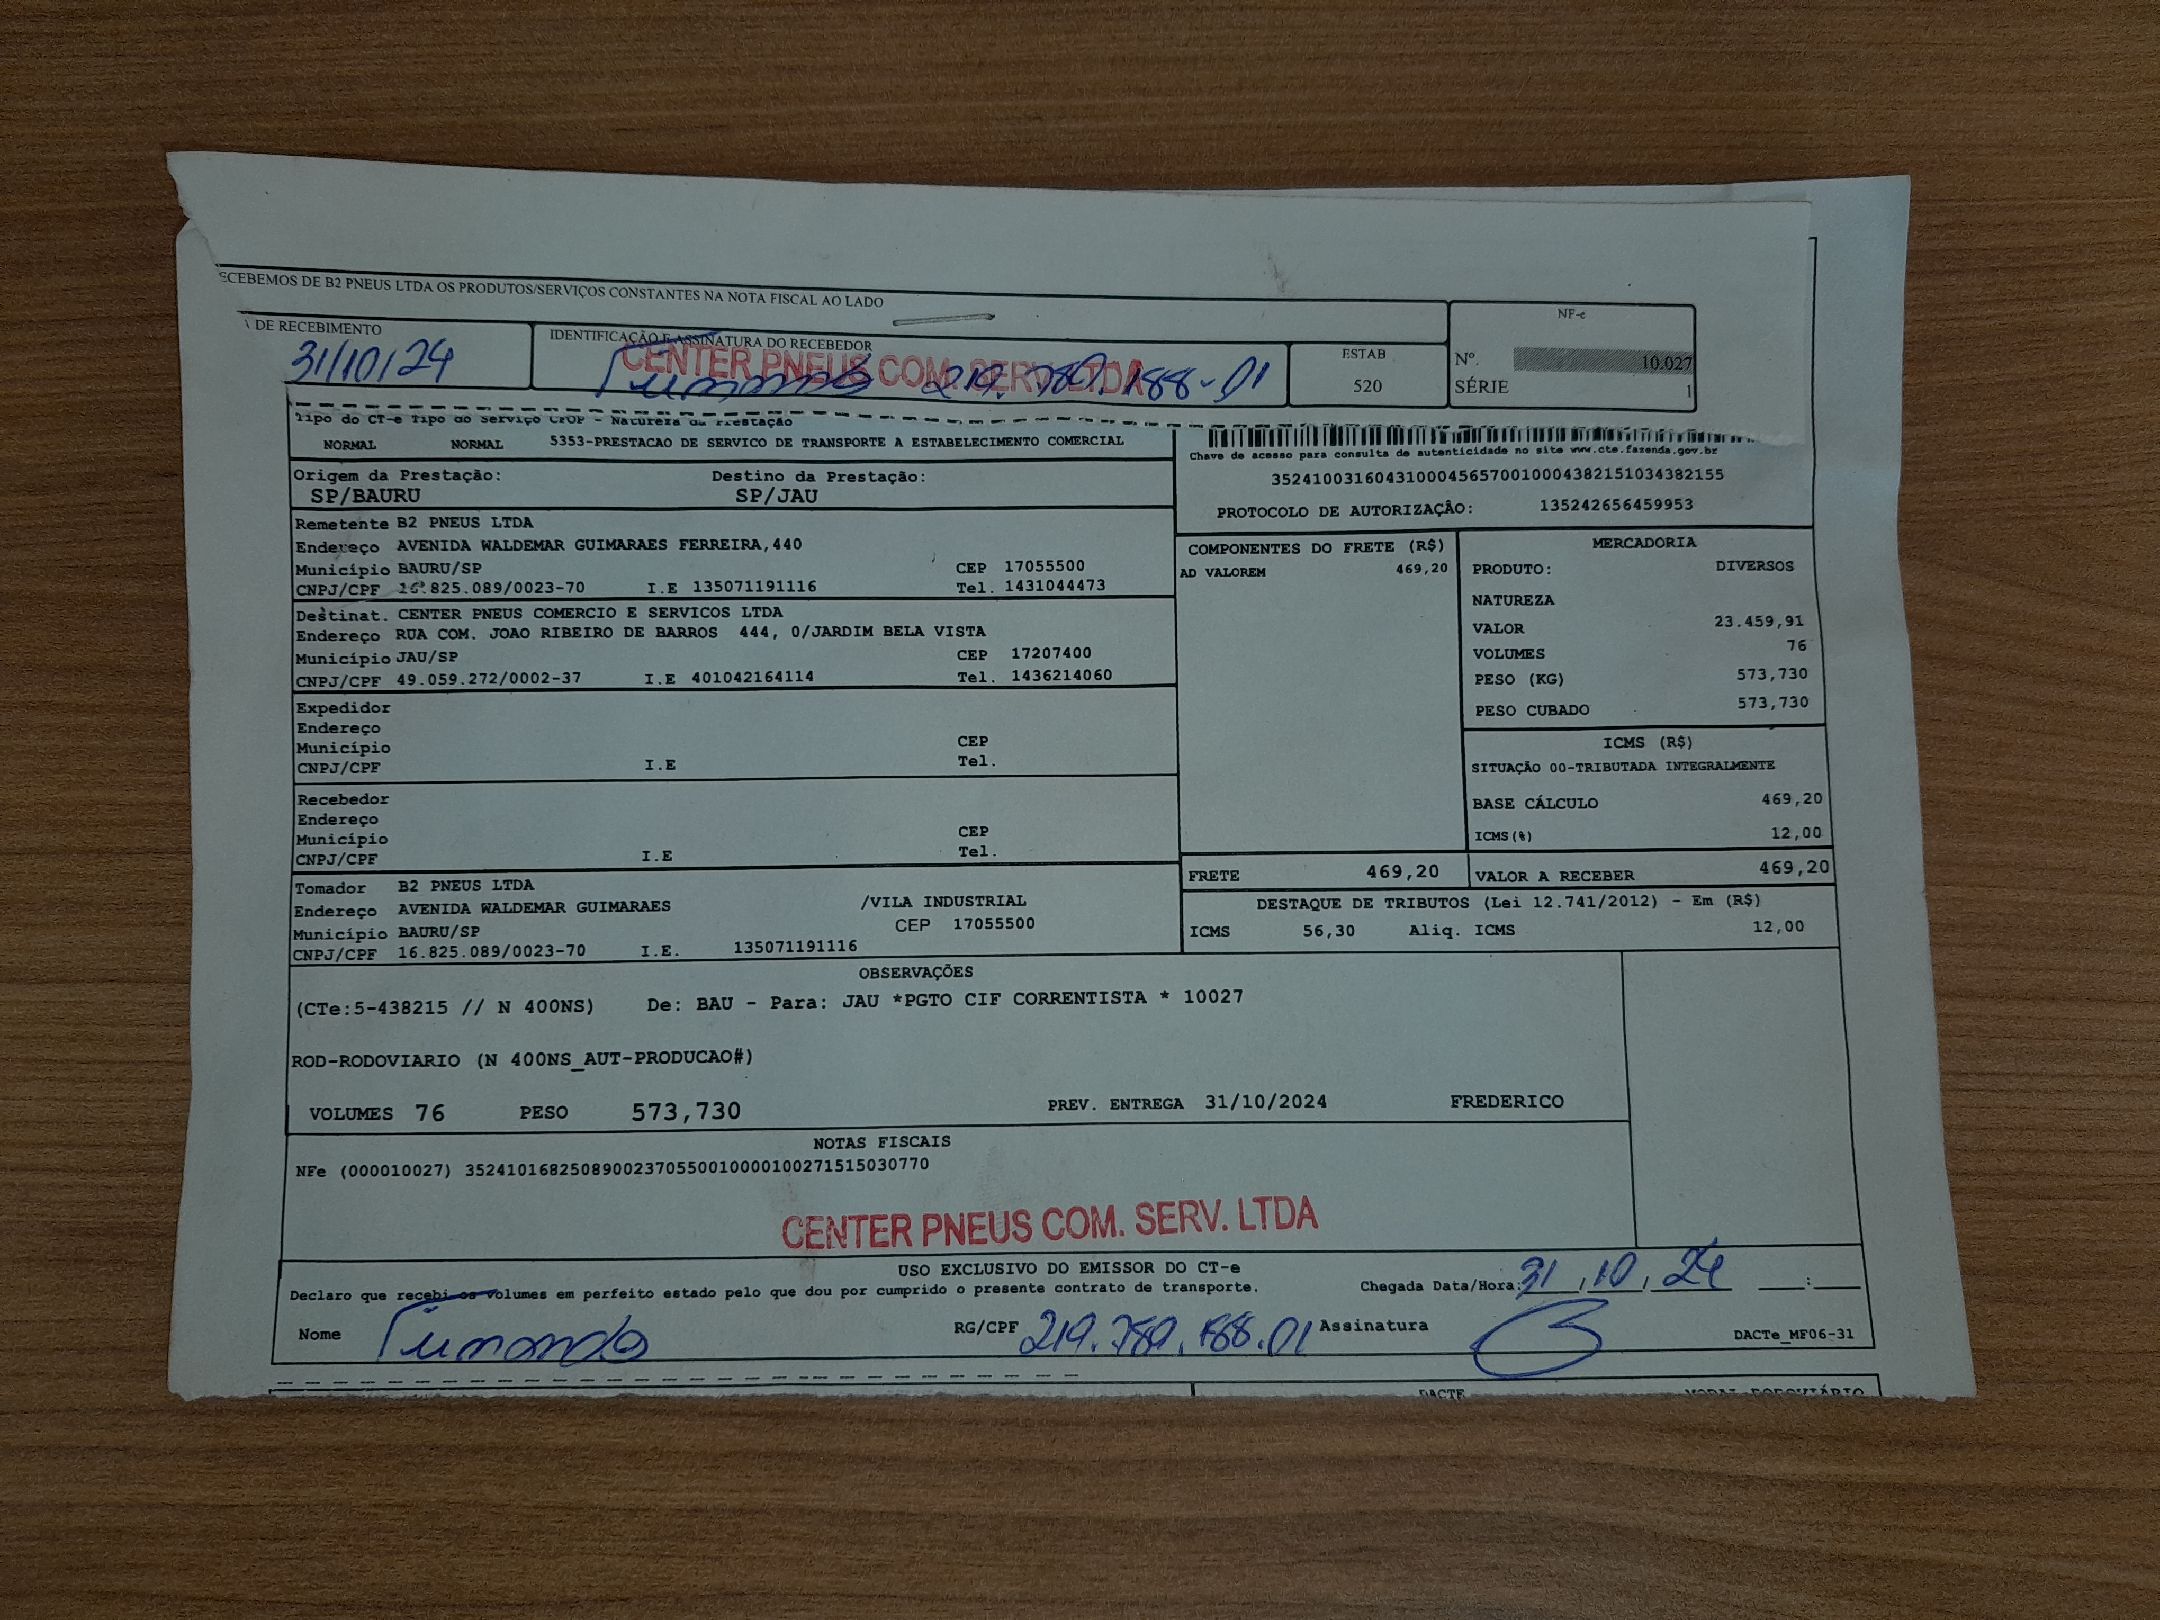 ECEBEMOS DE B2 PNEUS LTDA OS PRODUTOS/SERVIÇOS CONSTANTES NA NOTA FISCAL AO LADO
DE RECEBIMENTO
31/10/24
IDENTIFICAÇÃO E ASSINATURA DO RECEBEDOR
CENTER PNEUS COM. SERV. LTDA
ESTAB
520
NF-e
Nº. 10.027
SÉRIE 1
Tipo do CT-e Tipo do Serviço CFOP - Natureza da Prestação
NORMAL NORMAL 5353-PRESTACAO DE SERVICO DE TRANSPORTE A ESTABELECIMENTO COMERCIAL
Chave de acesso para consulta de autenticidade no site www.cte.fazenda.gov.br
35241003160431000456570010004382151034382155
PROTOCOLO DE AUTORIZAÇÃO: 135242656459953
Origem da Prestação: Destino da Prestação:
SP/BAURU SP/JAU
Remetente B2 PNEUS LTDA
Endereço AVENIDA WALDEMAR GUIMARAES FERREIRA,440
Município BAURU/SP CEP 17055500
CNPJ/CPF 16.825.089/0023-70 I.E 135071191116 Tel. 1431044473
Destinat. CENTER PNEUS COMERCIO E SERVICOS LTDA
Endereço RUA COM. JOAO RIBEIRO DE BARROS 444, 0/JARDIM BELA VISTA
Município JAU/SP CEP 17207400
CNPJ/CPF 49.059.272/0002-37 I.E 401042164114 Tel. 1436214060
Expedidor
Endereço
Município CEP
CNPJ/CPF I.E Tel.
Recebedor
Endereço
Município CEP
CNPJ/CPF I.E Tel.
Tomador B2 PNEUS LTDA
Endereço AVENIDA WALDEMAR GUIMARAES /VILA INDUSTRIAL
Município BAURU/SP CEP 17055500
CNPJ/CPF 16.825.089/0023-70 I.E. 135071191116
COMPONENTES DO FRETE (R$)
AD VALOREM 469,20
MERCADORIA
PRODUTO: DIVERSOS
NATUREZA
VALOR 23.459,91
VOLUMES 76
PESO (KG) 573,730
PESO CUBADO 573,730
ICMS (R$)
SITUAÇÃO 00-TRIBUTADA INTEGRALMENTE
BASE CÁLCULO 469,20
ICMS(%) 12,00
FRETE 469,20 VALOR A RECEBER 469,20
DESTAQUE DE TRIBUTOS (Lei 12.741/2012) - Em (R$)
ICMS 56,30 Aliq. ICMS 12,00
OBSERVAÇÕES
(CTe:5-438215 // N 400NS) De: BAU - Para: JAU *PGTO CIF CORRENTISTA * 10027
ROD-RODOVIARIO (N 400NS_AUT-PRODUCAO#)
VOLUMES 76 PESO 573,730 PREV. ENTREGA 31/10/2024 FREDERICO
NOTAS FISCAIS
NFe (000010027) 35241016825089002370550010000100271515030770
CENTER PNEUS COM. SERV. LTDA
USO EXCLUSIVO DO EMISSOR DO CT-e
Declaro que recebi os volumes em perfeito estado pelo que dou por cumprido o presente contrato de transporte. Chegada Data/Hora: 31, 10, 24 :
Nome RG/CPF Assinatura DACTe_MF06-31
DACTE MODAL RODOVIÁRIO